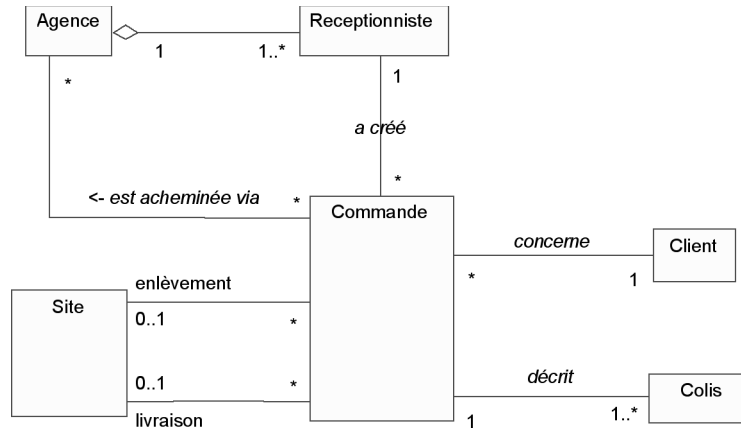 Agence
Receptionniste
1
1..*
*
1
a créé
*
<- est acheminée via
*
Commande
concerne
Client
*
1
enlèvement
Site
0..1
*
0..1
*
livraison
décrit
Colis
1
1..*